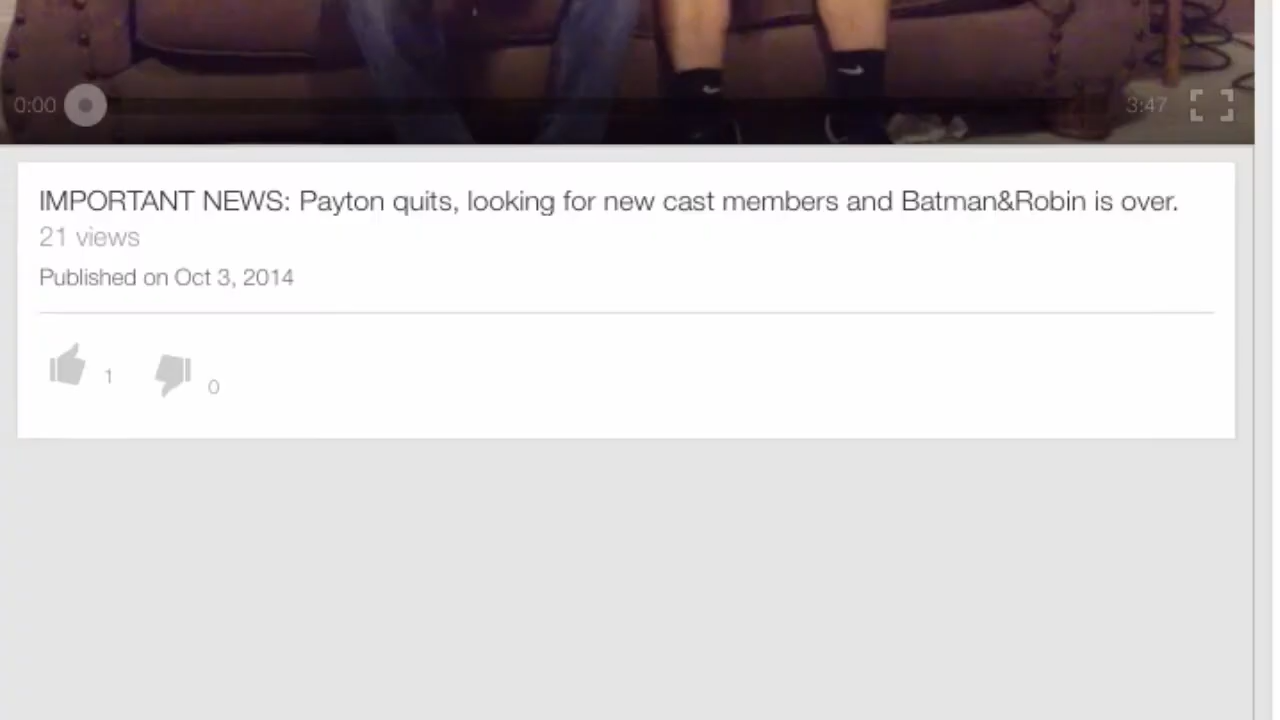 0:00
3:47
IMPORTANT NEWS: Payton quits, looking for new cast members and Batman&Robin is over.
21 views
Published on Oct 3, 2014
1
0